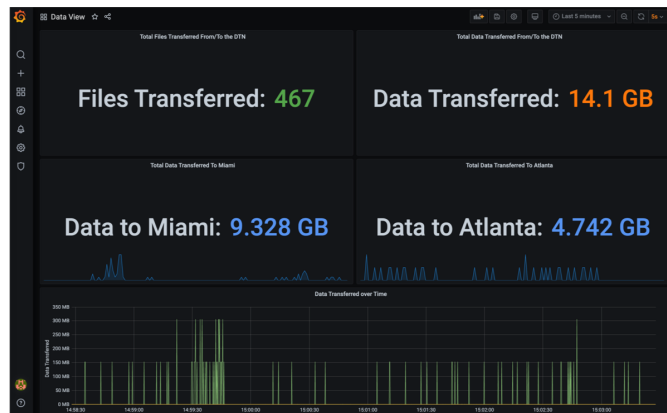 Data View
Last 5 minutes
5s
Total Files Transferred From/To the DTN
Total Data Transferred From/To the DTN
Files Transferred: 467
Data Transferred: 14.1 GB
Total Data Transferred To Miami
Total Data Transferred To Atlanta
Data to Miami: 9.328 GB
Data to Atlanta: 4.742 GB
Data Transferred over Time
Data Transferred
350 MB
300 MB
250 MB
200 MB
150 MB
100 MB
50 MB
0 MB
14:58:30
14:59:00
14:59:30
15:00:00
15:00:30
15:01:00
15:01:30
15:02:00
15:02:30
15:03:00